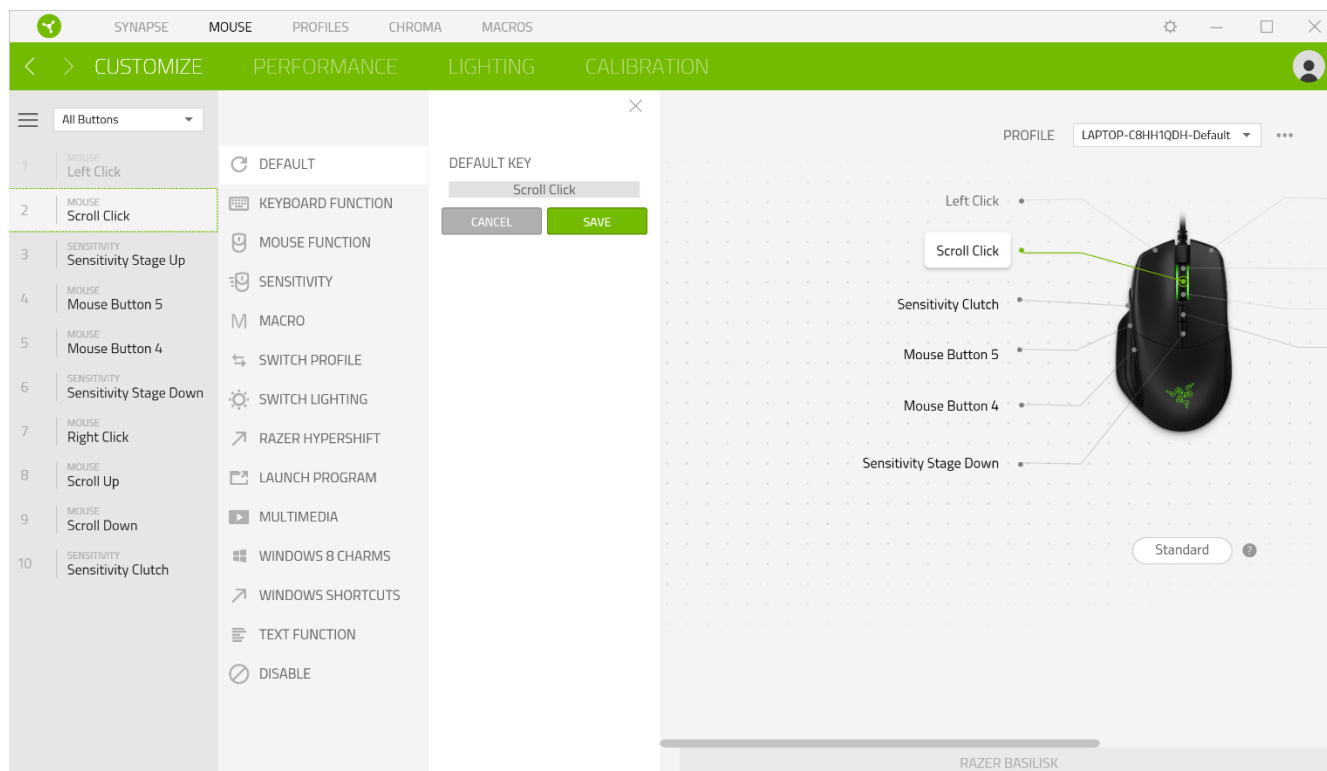 SYNAPSE MOUSE PROFILES CHROMA MACROS
CUSTOMIZE PERFORMANCE LIGHTING CALIBRATION
All Buttons
1 MOUSE
Left Click
2 MOUSE
Scroll Click
3 SENSITIVITY
Sensitivity Stage Up
4 MOUSE
Mouse Button 5
5 MOUSE
Mouse Button 4
6 SENSITIVITY
Sensitivity Stage Down
7 MOUSE
Right Click
8 MOUSE
Scroll Up
9 MOUSE
Scroll Down
10 SENSITIVITY
Sensitivity Clutch
DEFAULT
KEYBOARD FUNCTION
MOUSE FUNCTION
SENSITIVITY
MACRO
SWITCH PROFILE
SWITCH LIGHTING
RAZER HYPERSHIFT
LAUNCH PROGRAM
MULTIMEDIA
WINDOWS 8 CHARMS
WINDOWS SHORTCUTS
TEXT FUNCTION
DISABLE
DEFAULT KEY
Scroll Click
CANCEL SAVE
PROFILE LAPTOP-C8HH1QDH-Default
Left Click
Scroll Click
Sensitivity Clutch
Mouse Button 5
Mouse Button 4
Sensitivity Stage Down
Standard ?
RAZER BASILISK